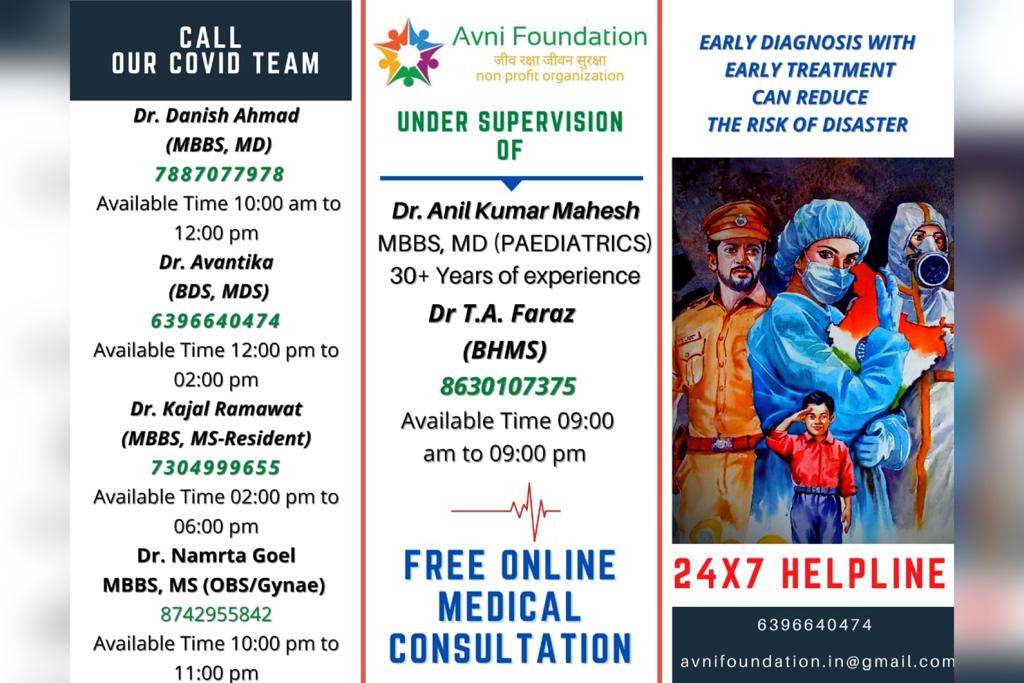 CALL
OUR COVID TEAM
Dr. Danish Ahmad
(MBBS, MD)
7887077978
Available Time 10:00 am to
12:00 pm
Dr. Avantika
(BDS, MDS)
6396640474
Available Time 12:00 pm to
02:00 pm
Dr. Kajal Ramawat
(MBBS, MS-Resident)
7304999655
Available Time 02:00 pm to
06:00 pm
Dr. Namrta Goel
MBBS, MS (OBS/Gynae)
8742955842
Available Time 10:00 pm to
11:00 pm
Avni Foundation
जीव रक्षा जीवन सुरक्षा
non profit organization
UNDER SUPERVISION
OF
Dr. Anil Kumar Mahesh
MBBS, MD (PAEDIATRICS)
30+ Years of experience
Dr T.A. Faraz
(BHMS)
8630107375
Available Time 09:00
am to 09:00 pm
FREE ONLINE
MEDICAL
CONSULTATION
EARLY DIAGNOSIS WITH
EARLY TREATMENT
CAN REDUCE
THE RISK OF DISASTER
24X7 HELPLINE
6396640474
avnifoundation.in@gmail.com